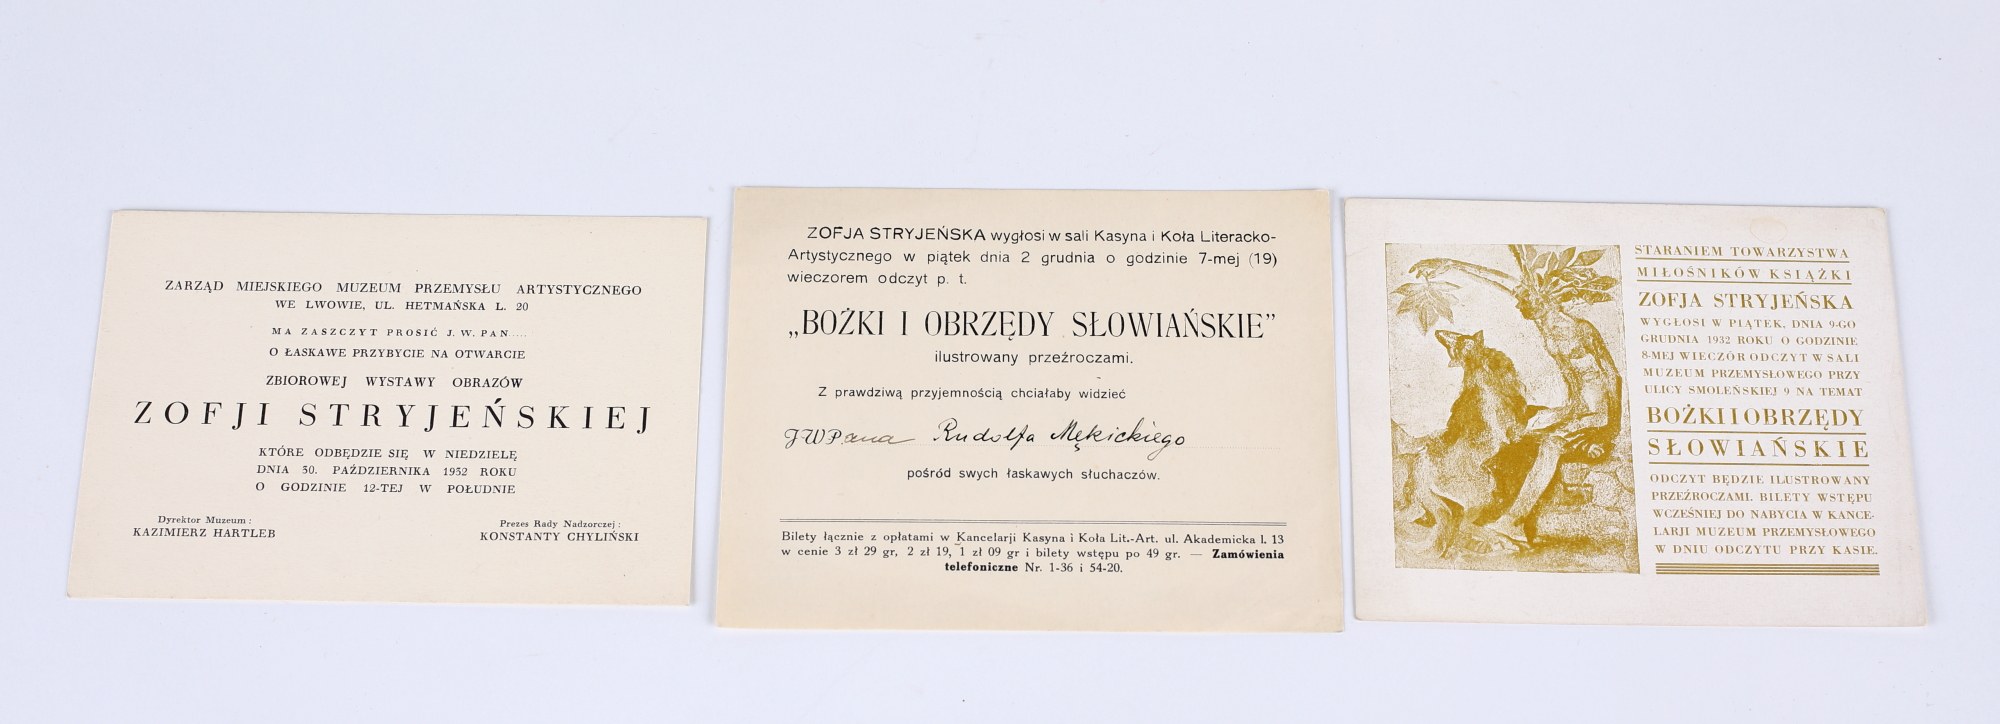 ZARZĄD MIEJSKIEGO MUZEUM PRZEMYSŁU ARTYSTYCZNEGO
WE LWOWIE, UL. HETMAŃSKA L. 20
MA ZASZCZYT PROSIĆ J. W. PAN.....
O ŁASKAWE PRZYBYCIE NA OTWARCIE
ZBIOROWEJ WYSTAWY OBRAZÓW
ZOFJI STRYJEŃSKIEJ
KTÓRE ODBĘDZIE SIĘ W NIEDZIELĘ
DNIA 30. PAŹDZIERNIKA 1932 ROKU
O GODZINIE 12-TEJ W POŁUDNIE
Dyrektor Muzeum:
KAZIMIERZ HARTLEB
Prezes Rady Nadzorczej:
KONSTANTY CHYLIŃSKI
ZOFJA STRYJEŃSKA wygłosi w sali Kasyna i Koła Literacko-
Artystycznego w piątek dnia 2 grudnia o godzinie 7-mej (19)
wieczorem odczyt p. t.
„BOŻKI I OBRZĘDY SŁOWIAŃSKIE”
ilustrowany przeźroczami.
Z prawdziwą przyjemnością chciałaby widzieć
JWPana Rudolfa Mękickiego
pośród swych łaskawych słuchaczów.
Bilety łącznie z opłatami w Kancelarji Kasyna i Koła Lit.-Art. ul. Akademicka l. 13
w cenie 3 zł 29 gr, 2 zł 19, 1 zł 09 gr i bilety wstępu po 49 gr. — Zamówienia
telefoniczne Nr. 1-36 i 54-20.
STARANIEM TOWARZYSTWA
MIŁOŚNIKÓW KSIĄŻKI
ZOFJA STRYJEŃSKA
WYGŁOSI W PIĄTEK, DNIA 9-GO
GRUDNIA 1932 ROKU O GODZINIE
8-MEJ WIECZÓR ODCZYT W SALI
MUZEUM PRZEMYSŁOWEGO PRZY
ULICY SMOLEŃSKIEJ 9 NA TEMAT
BOŻKI I OBRZĘDY
SŁOWIAŃSKIE
ODCZYT BĘDZIE ILUSTROWANY
PRZEŹROCZAMI. BILETY WSTĘPU
WCZEŚNIEJ DO NABYCIA W KANCE-
LARJI MUZEUM PRZEMYSŁOWEGO
W DNIU ODCZYTU PRZY KASIE.